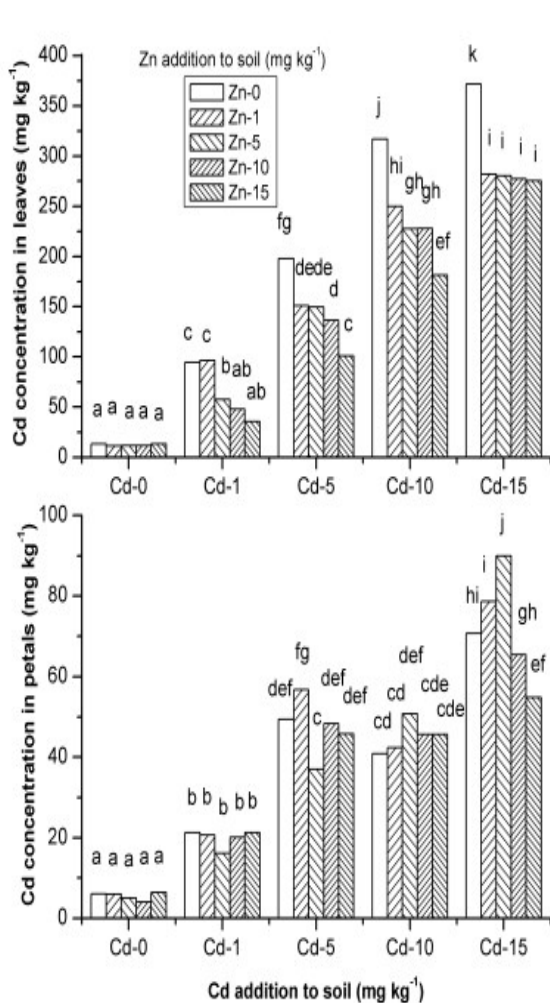 Zn addition to soil (mg kg⁻¹)
Zn-0
Zn-1
Zn-5
Zn-10
Zn-15
Cd concentration in leaves (mg kg⁻¹)
400
350
300
250
200
150
100
50
0
a a a a a
c c b ab ab
fg de de d c
j hi gh gh ef
k i i i i
Cd-0 Cd-1 Cd-5 Cd-10 Cd-15
Cd concentration in petals (mg kg⁻¹)
100
80
60
40
20
0
a a a a a
b b b b b
def fg c def def
cd cd def cde cde
hi i j gh ef
Cd-0 Cd-1 Cd-5 Cd-10 Cd-15
Cd addition to soil (mg kg⁻¹)